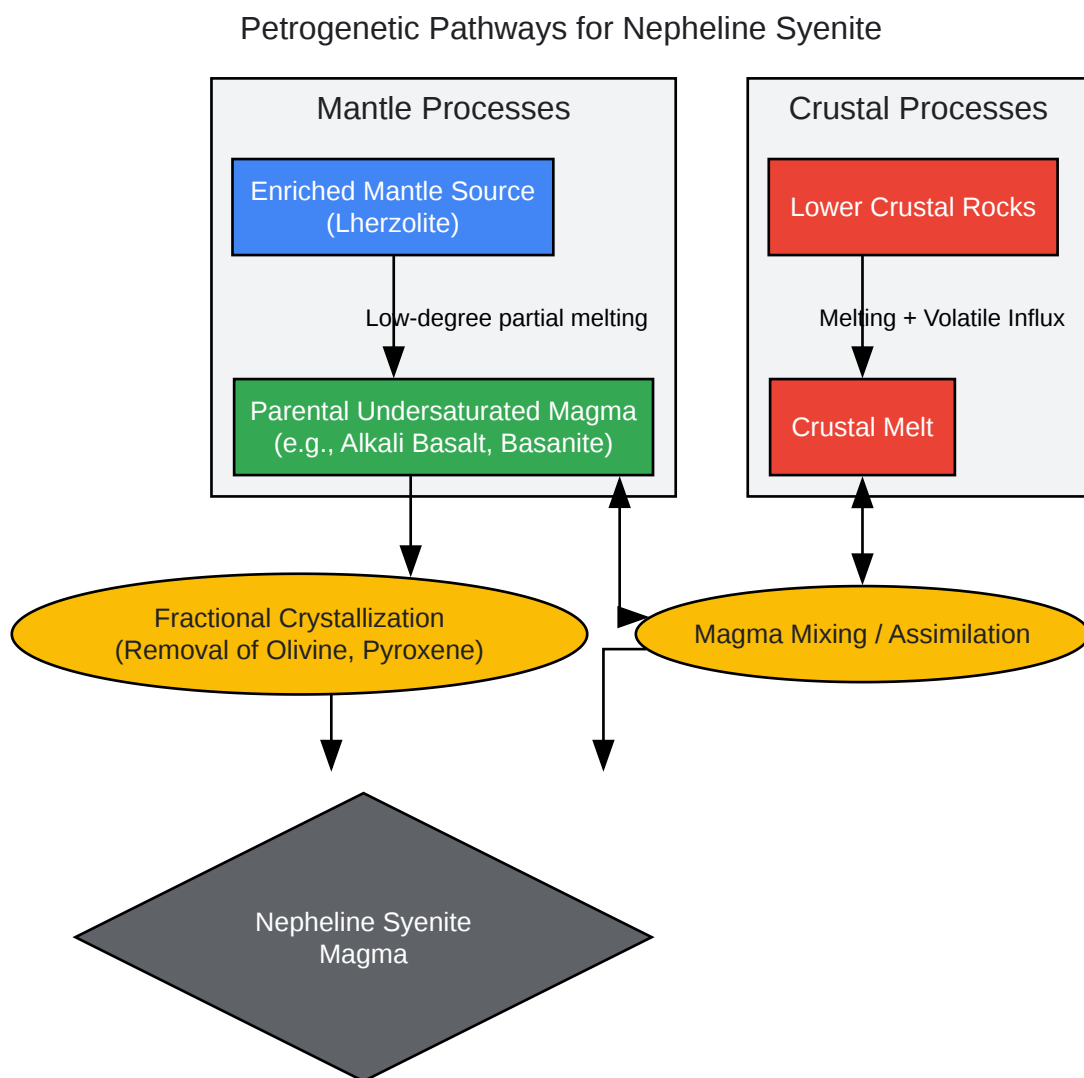 Petrogenetic Pathways for Nepheline Syenite
Mantle Processes
Enriched Mantle Source
(Lherzolite)
Low-degree partial melting
Parental Undersaturated Magma
(e.g., Alkali Basalt, Basanite)
Crustal Processes
Lower Crustal Rocks
Melting + Volatile Influx
Crustal Melt
Fractional Crystallization
(Removal of Olivine, Pyroxene)
Magma Mixing / Assimilation
Nepheline Syenite
Magma